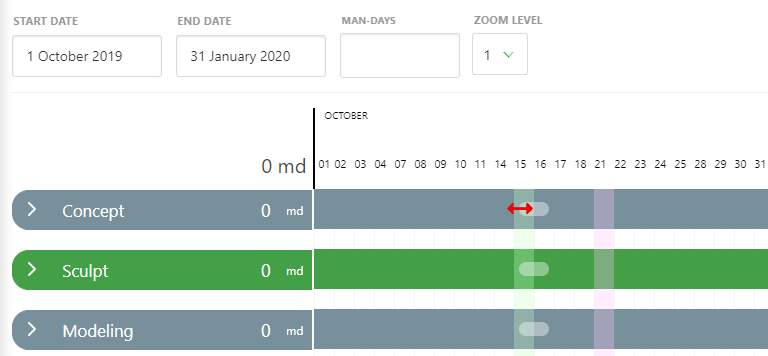 START DATE END DATE MAN-DAYS ZOOM LEVEL
1 October 2019 31 January 2020 1
OCTOBER
0 md 01 02 03 04 07 08 09 10 11 14 15 16 17 18 21 22 23 24 25 28 29 30 31
Concept 0 md
Sculpt 0 md
Modeling 0 md